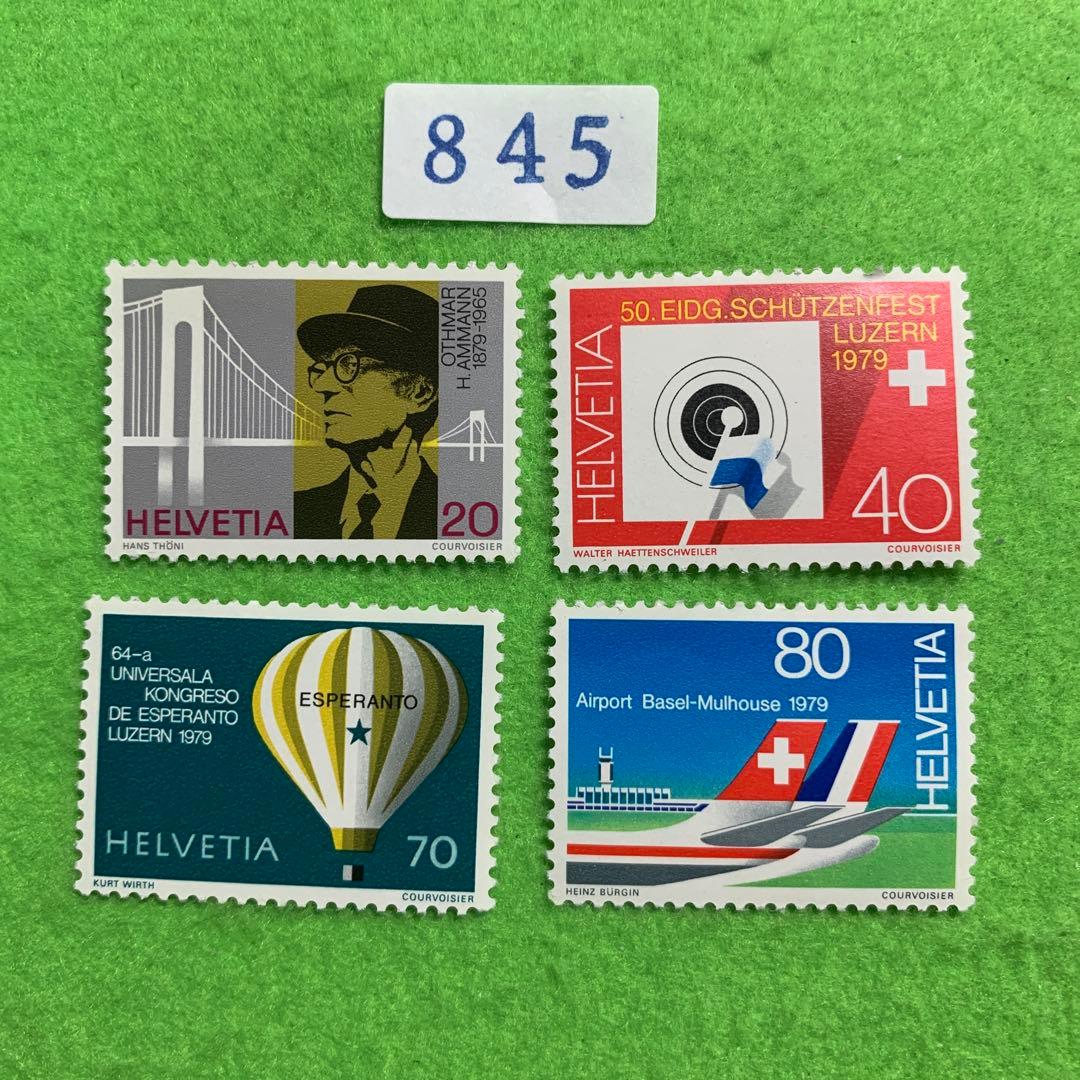 845
OTHMAR
H. AMMANN
1879-1965
HELVETIA
20
HANS THÖNI
COURVOISIER
50. EIDG. SCHÜTZENFEST
LUZERN
1979
HELVETIA
40
WALTER HAETTENSCHWEILER
COURVOISIER
64-a
UNIVERSALA
KONGRESO
DE ESPERANTO
LUZERN 1979
ESPERANTO
HELVETIA
70
KURT WIRTH
COURVOISIER
80
Airport Basel-Mulhouse 1979
HELVETIA
HEINZ BÜRGIN
COURVOISIER